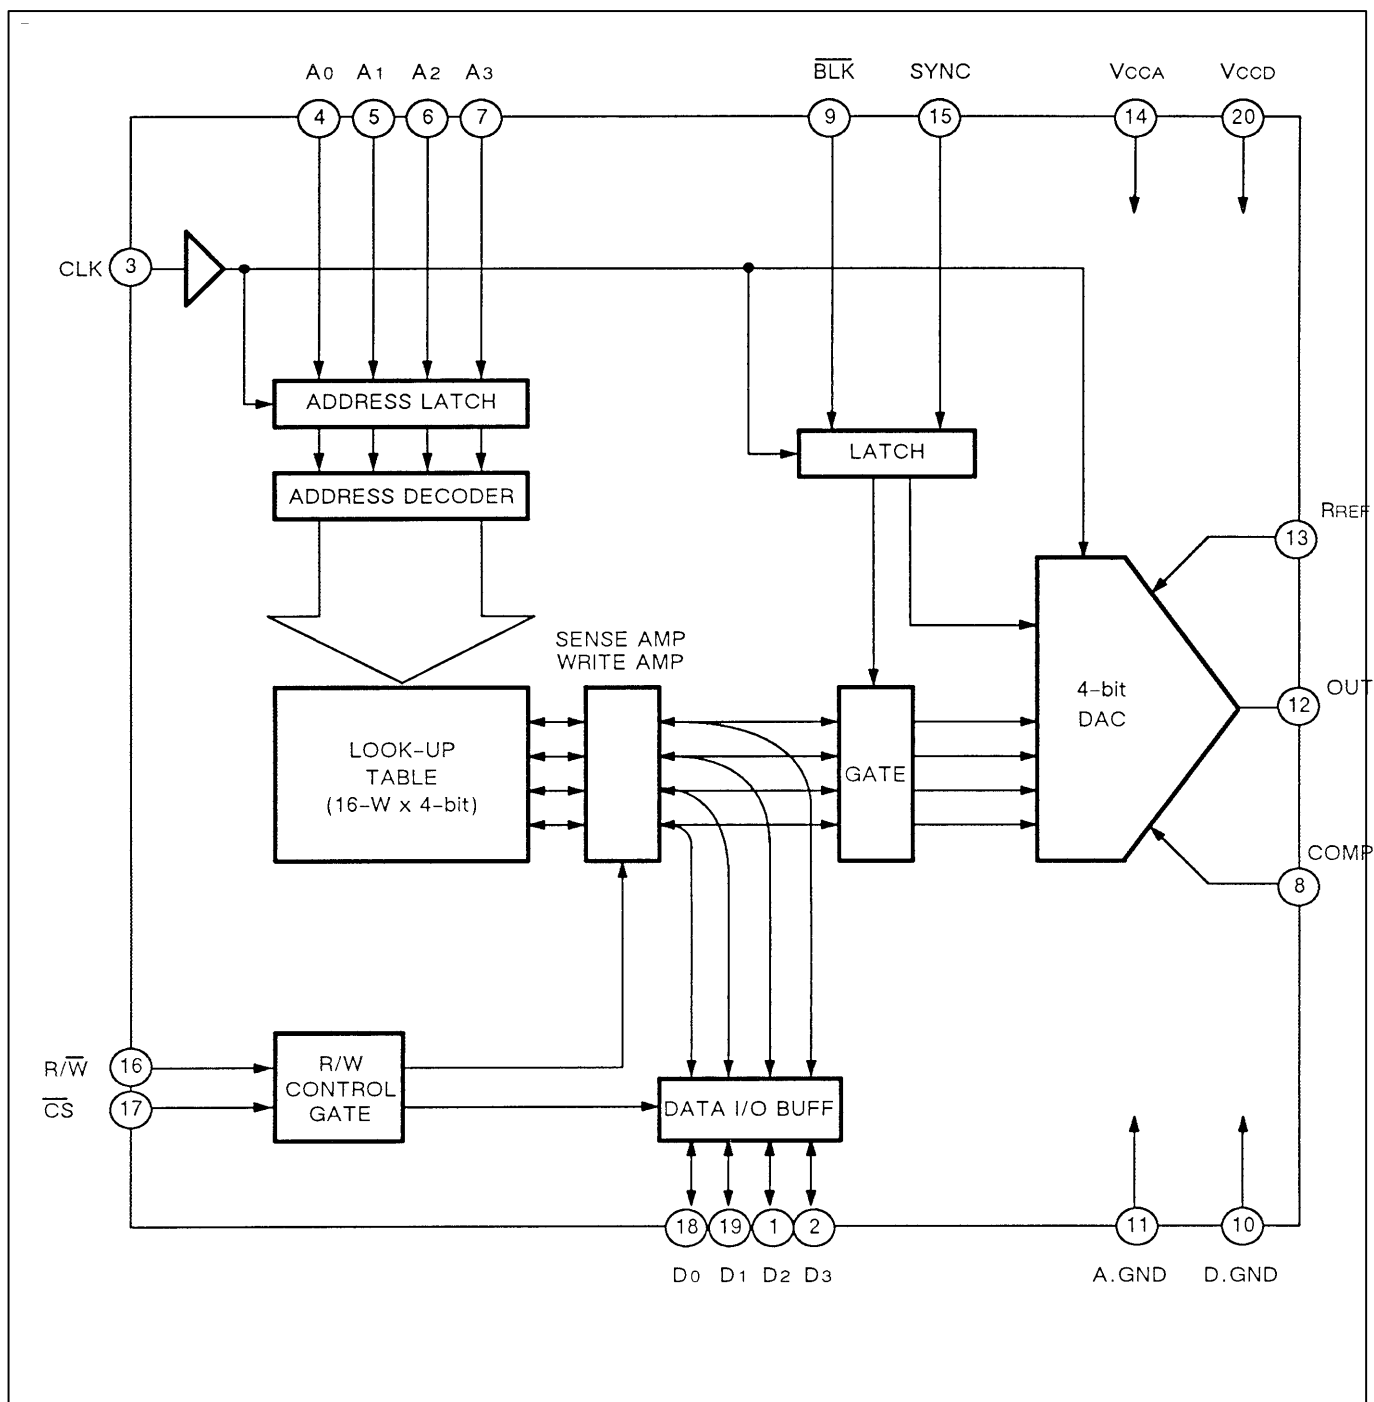 A0 A1 A2 A3 B̅L̅K̅ SYNC VCCA VCCD
4 5 6 7 9 15 14 20
CLK 3
ADDRESS LATCH
LATCH
ADDRESS DECODER
RREF
13
SENSE AMP
WRITE AMP
4-bit
DAC
OUT
12
LOOK-UP
TABLE
(16-W x 4-bit)
GATE
COMP
8
R/W̅ 16
C̅S̅ 17
R/W
CONTROL
GATE
DATA I/O BUFF
18 19 1 2 11 10
D0 D1 D2 D3 A.GND D.GND